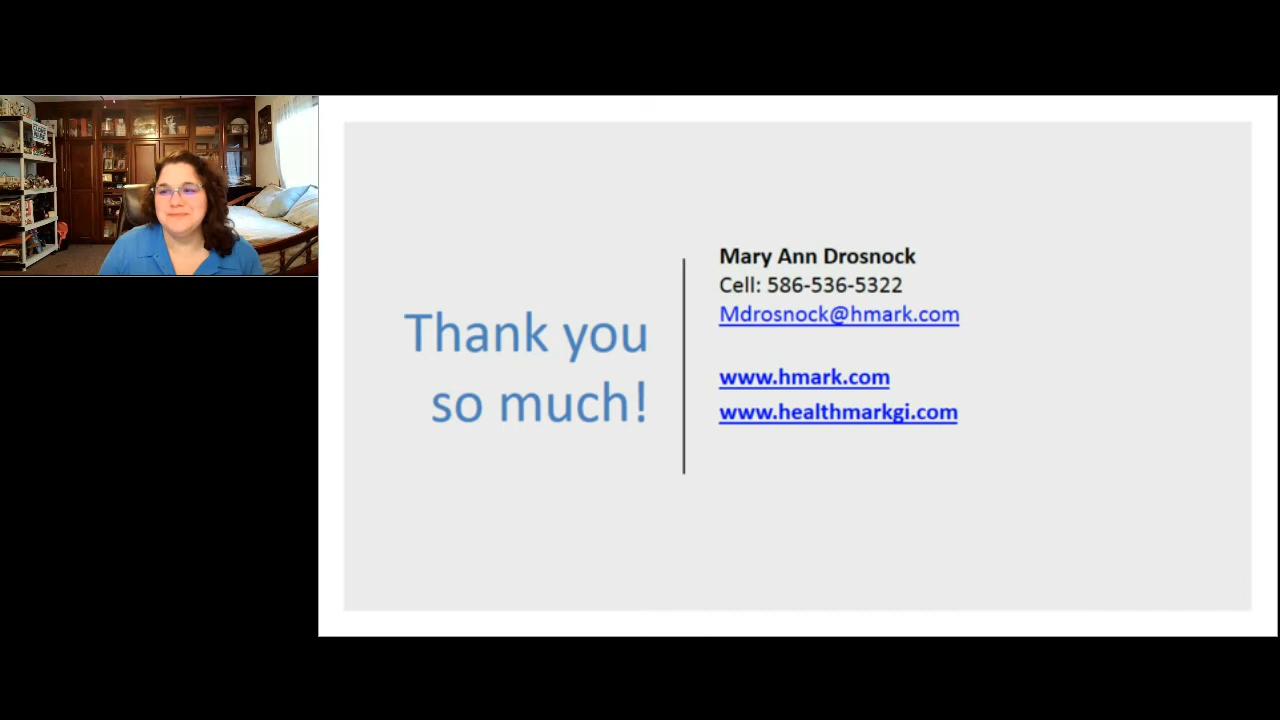 Thank you
so much!
Mary Ann Drosnock
Cell: 586-536-5322
Mdrosnock@hmark.com
www.hmark.com
www.healthmarkgi.com